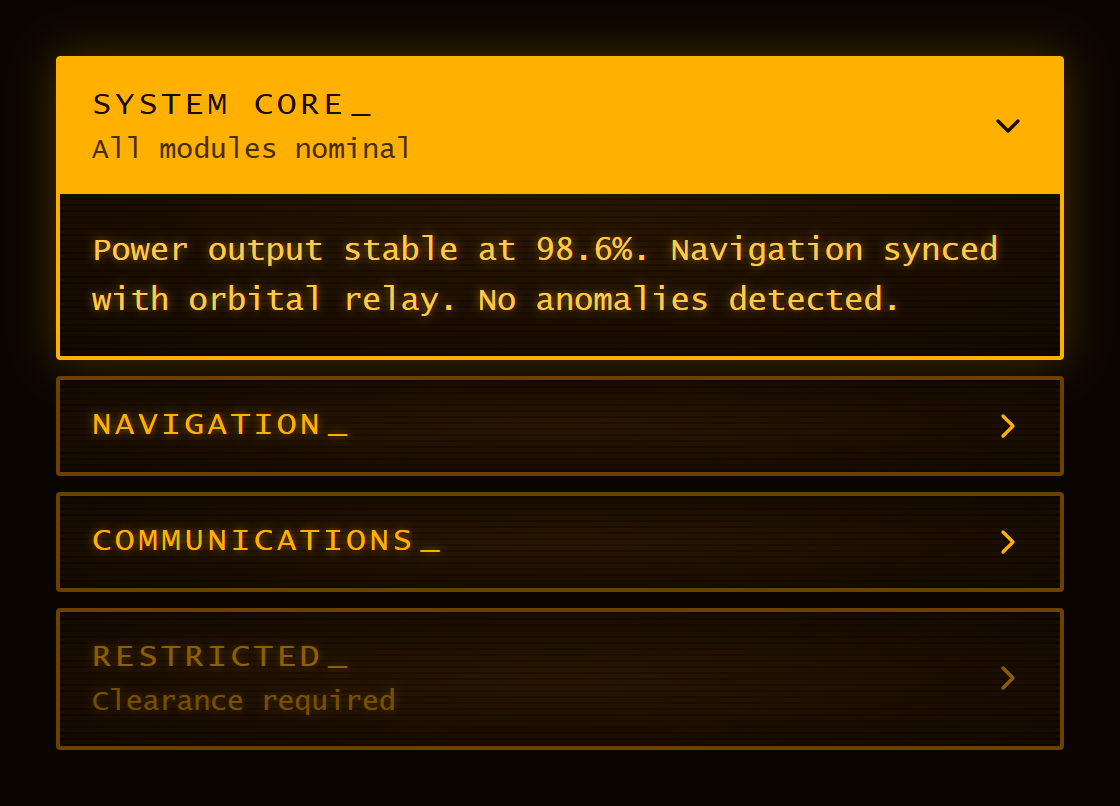 SYSTEM CORE_
All modules nominal
Power output stable at 98.6%. Navigation synced
with orbital relay. No anomalies detected.
NAVIGATION_
COMMUNICATIONS_
RESTRICTED_
Clearance required